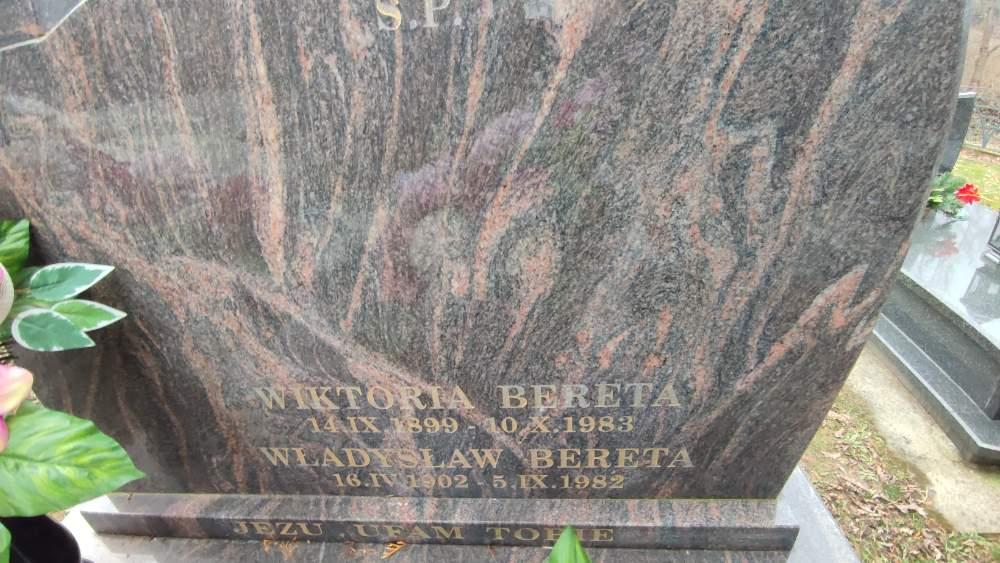 S.P.
WIKTORIA BERETA
14.IX 1899 - 10.X.1983
WŁADYSŁAW BERETA
16.IV 1902 - 5.IX.1982
JEZU UFAM TOBIE